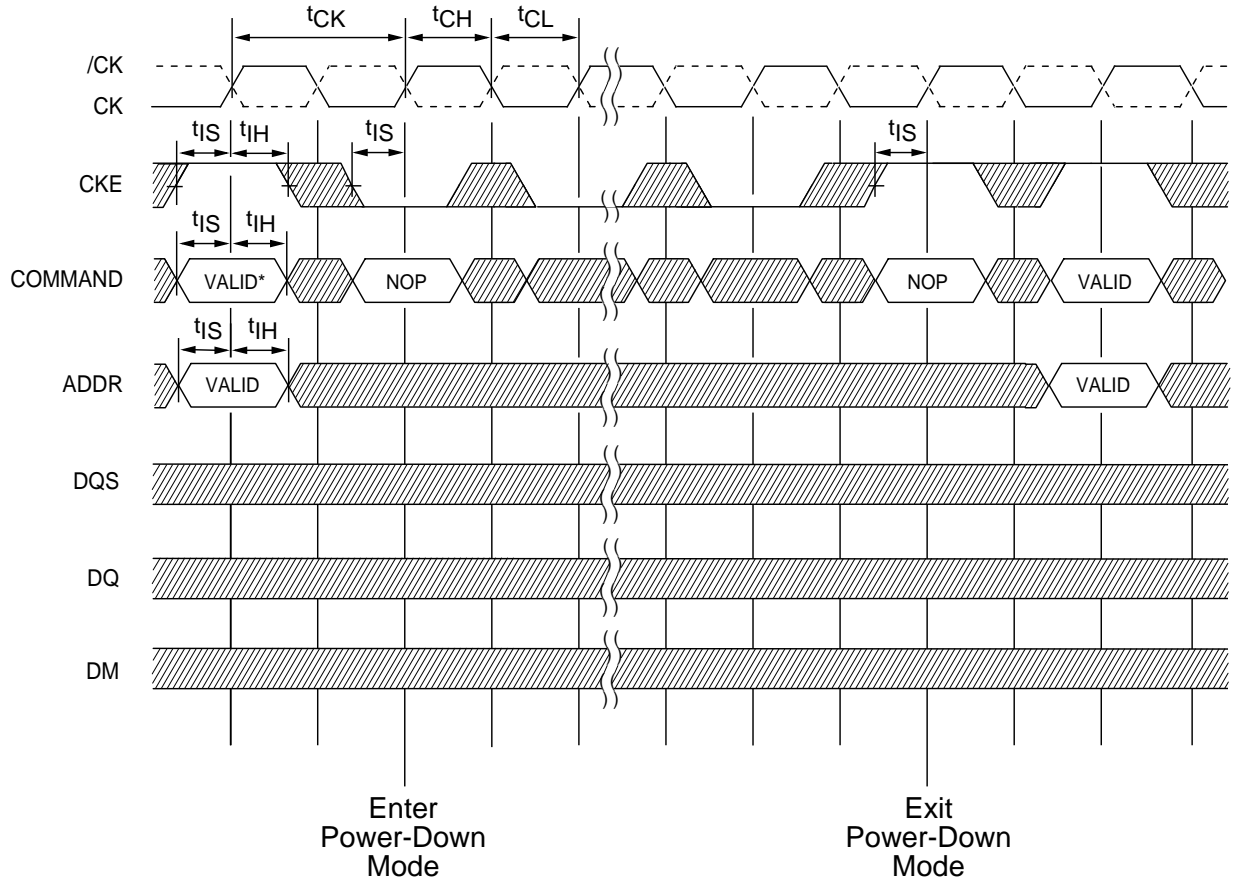 tCK tCH tCL
/CK
CK
tIS tIH tIS tIS
CKE
tIS tIH
COMMAND VALID* NOP NOP VALID
tIS tIH
ADDR VALID VALID
DQS
DQ
DM
Enter
Power-Down
Mode
Exit
Power-Down
Mode